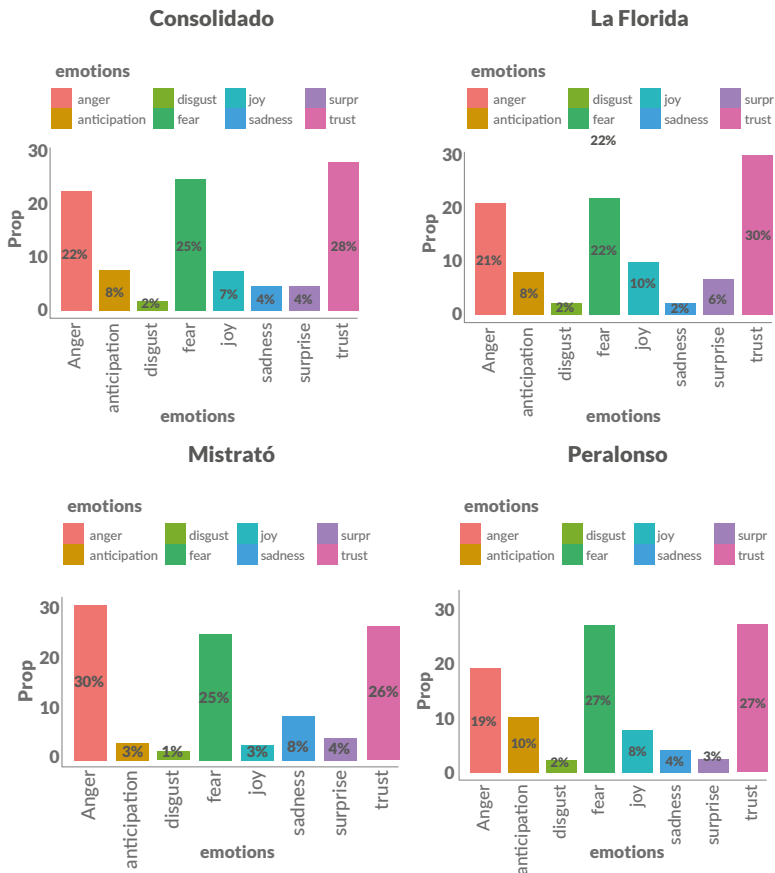 Consolidado
emotions
anger disgust joy surpr
anticipation fear sadness trust
30
20
10
0
Prop
22%
8%
2%
25%
7%
4%
4%
28%
Anger
anticipation
disgust
fear
joy
sadness
surprise
trust
emotions
La Florida
emotions
anger disgust joy surpr
anticipation fear sadness trust
22%
30
20
10
0
Prop
21%
8%
2%
22%
10%
2%
6%
30%
Anger
anticipation
disgust
fear
joy
sadness
surprise
trust
emotions
Mistrató
emotions
anger disgust joy surpr
anticipation fear sadness trust
30
20
10
0
Prop
30%
3%
1%
25%
3%
8%
4%
26%
Anger
anticipation
disgust
fear
joy
sadness
surprise
trust
emotions
Peralonso
emotions
anger disgust joy surpr
anticipation fear sadness trust
30
20
10
0
Prop
19%
10%
2%
27%
8%
4%
3%
27%
Anger
anticipation
disgust
fear
joy
sadness
surprise
trust
emotions